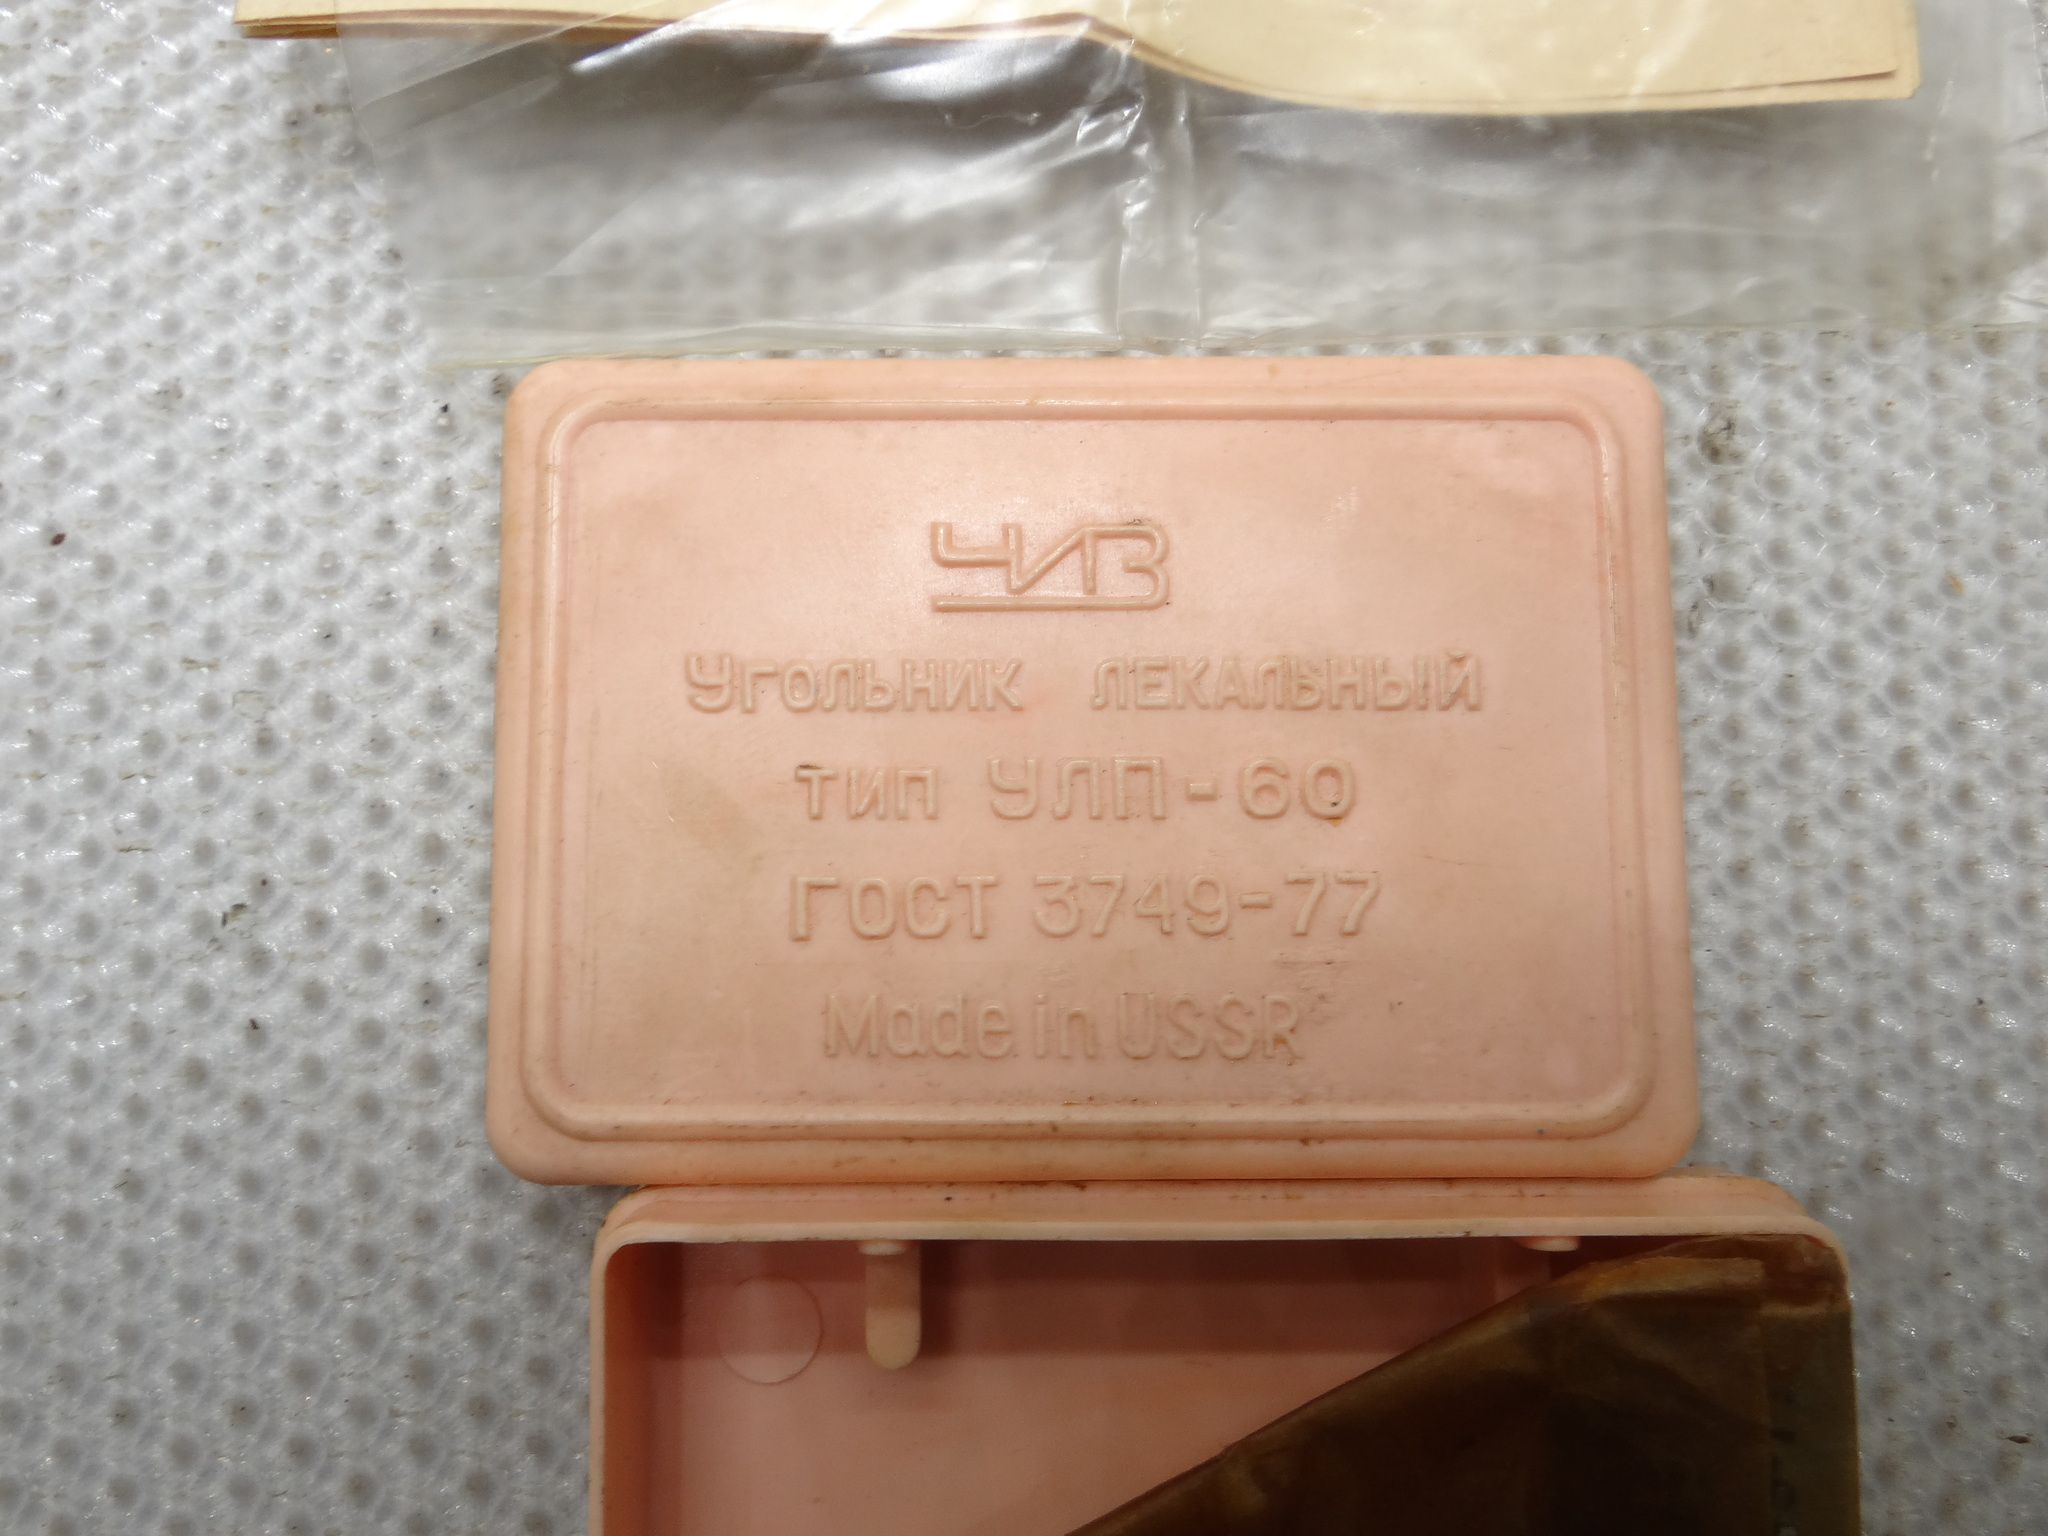 ЧИЗ
Угольник лекальный
тип УЛП-60
ГОСТ 3749-77
Made in USSR